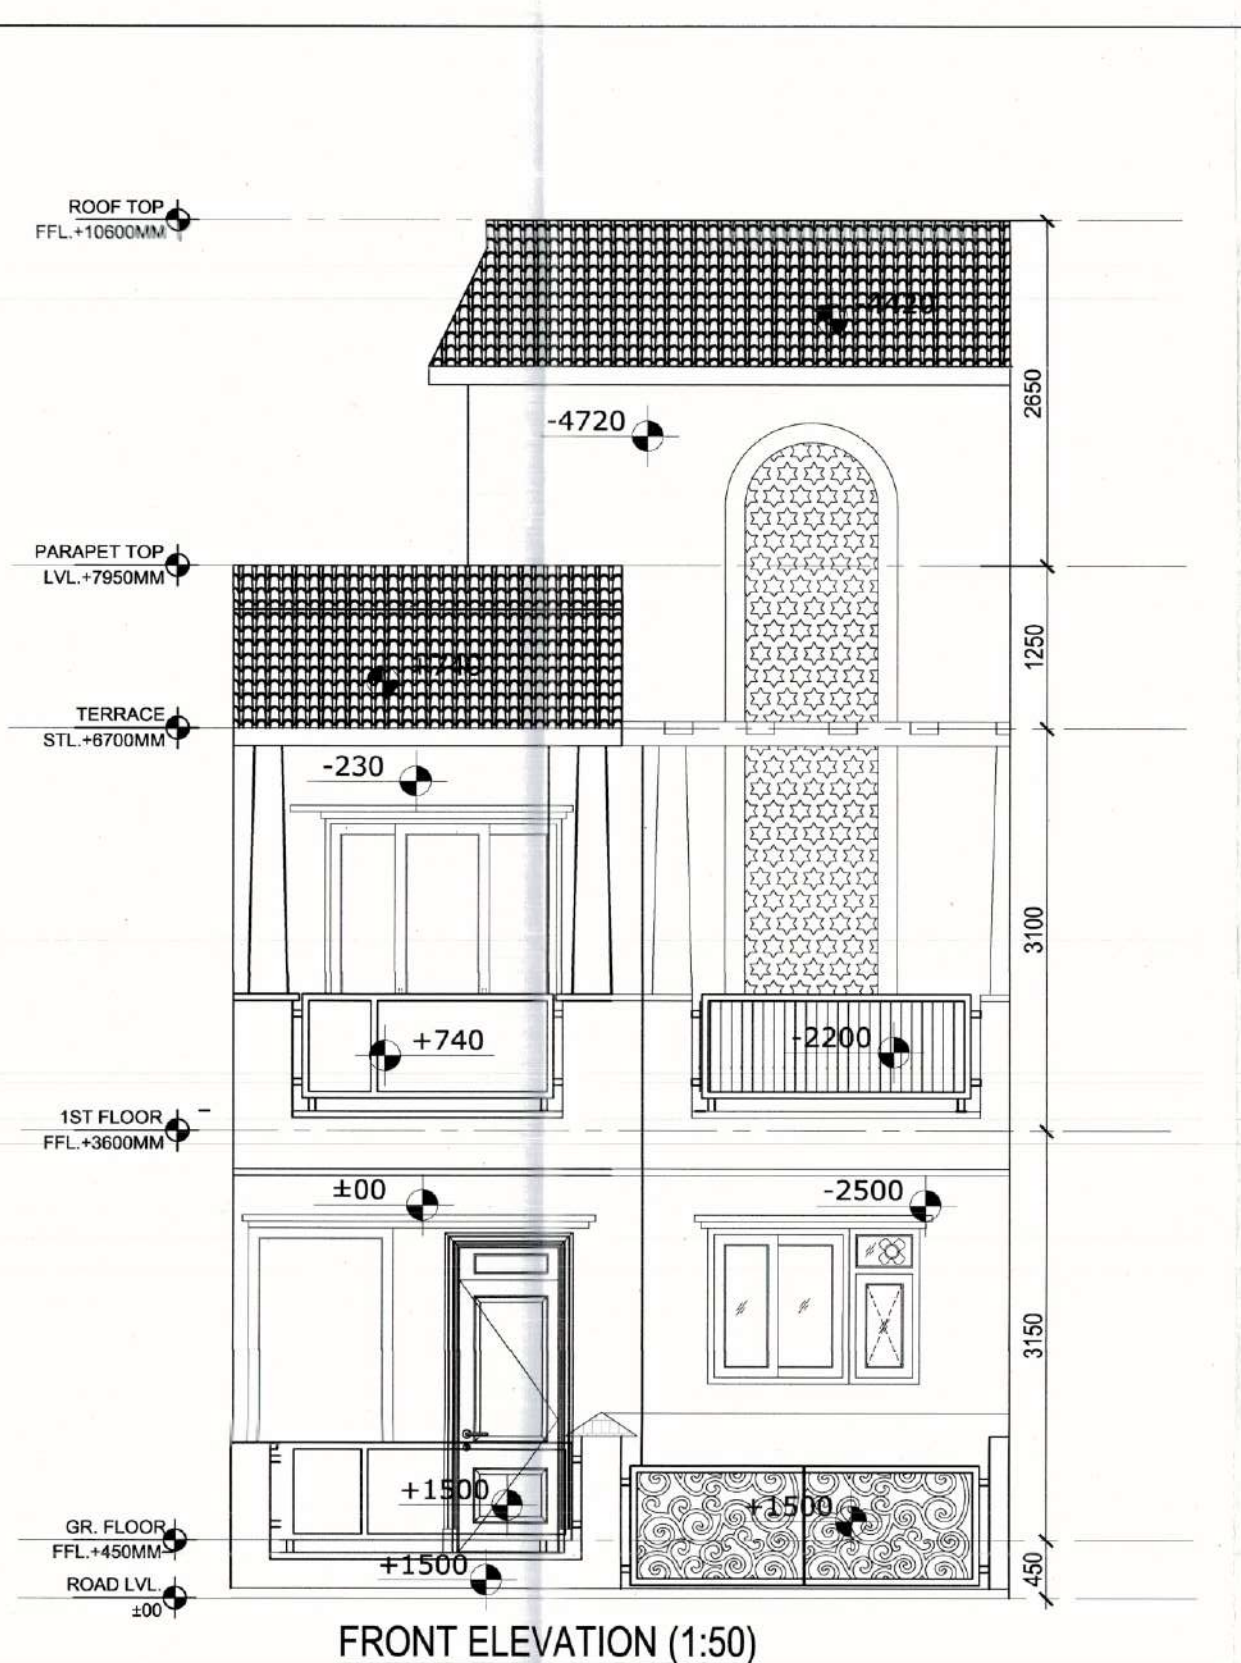 ROOF TOP
FFL.+10600MM
-4420
2650
-4720
PARAPET TOP
LVL.+7950MM
1250
+740
TERRACE
STL.+6700MM
-230
3100
+740
-2200
1ST FLOOR
FFL.+3600MM
±00
-2500
3150
+1500
+1500
GR. FLOOR
FFL.+450MM
+1500
450
ROAD LVL.
±00
FRONT ELEVATION (1:50)